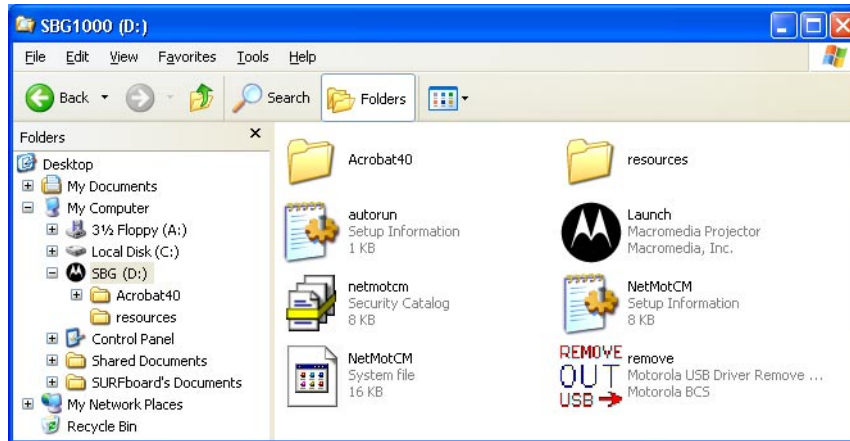 SBG1000 (D:)
File Edit View Favorites Tools Help
Back Search Folders
Folders
Desktop
My Documents
My Computer
3½ Floppy (A:)
Local Disk (C:)
SBG (D:)
Acrobat40
resources
Control Panel
Shared Documents
SURFboard's Documents
My Network Places
Recycle Bin
Acrobat40
resources
autorun
Setup Information
1 KB
Launch
Macromedia Projector
Macromedia, Inc.
netmotcm
Security Catalog
8 KB
NetMotCM
Setup Information
8 KB
NetMotCM
System file
16 KB
REMOVE
OUT
USB
remove
Motorola USB Driver Remove ...
Motorola BCS